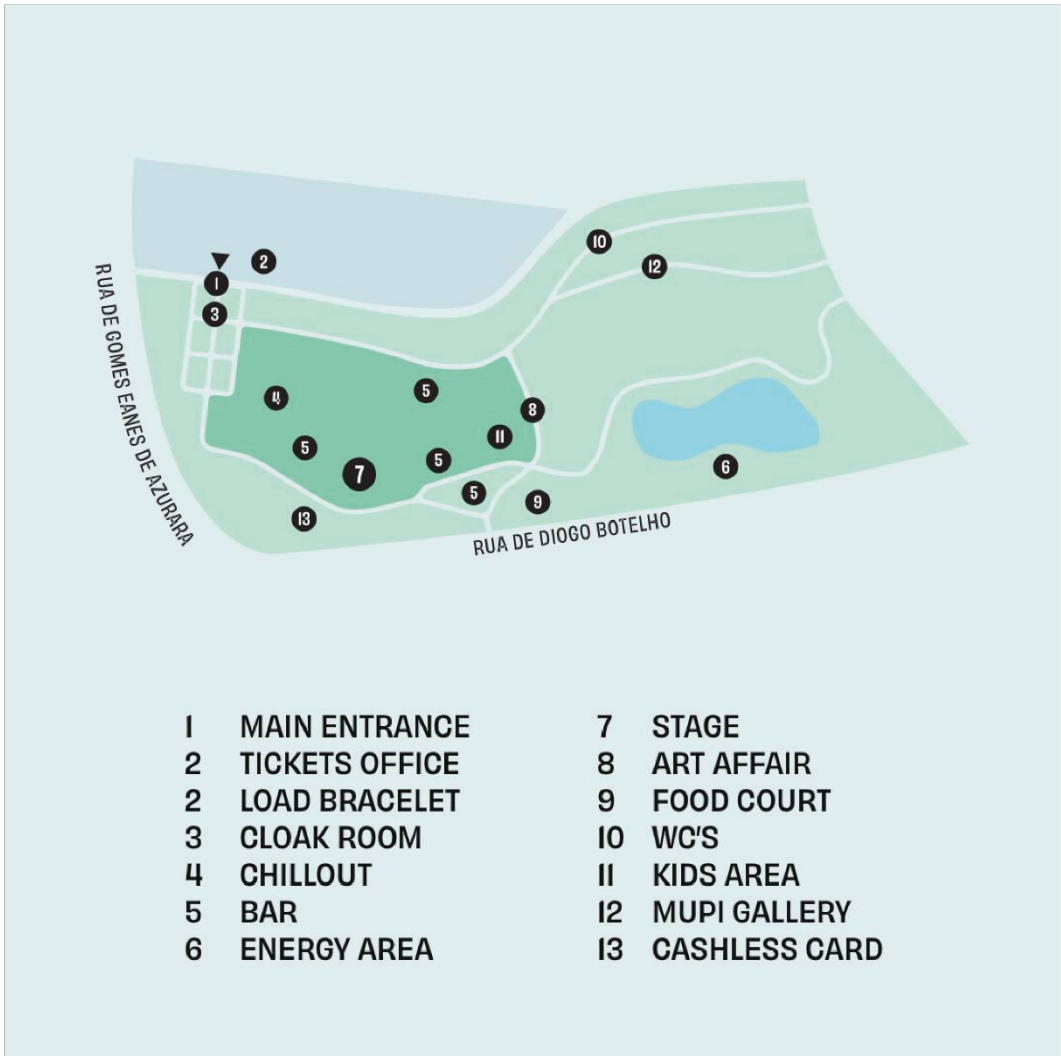 10
12
2
1
3
4
5
8
11
5
5
7
6
5
9
13
RUA DE GOMES EANES DE AZURARA
RUA DE DIOGO BOTELHO
1 MAIN ENTRANCE
2 TICKETS OFFICE
2 LOAD BRACELET
3 CLOAK ROOM
4 CHILLOUT
5 BAR
6 ENERGY AREA
7 STAGE
8 ART AFFAIR
9 FOOD COURT
10 WC'S
11 KIDS AREA
12 MUPI GALLERY
13 CASHLESS CARD